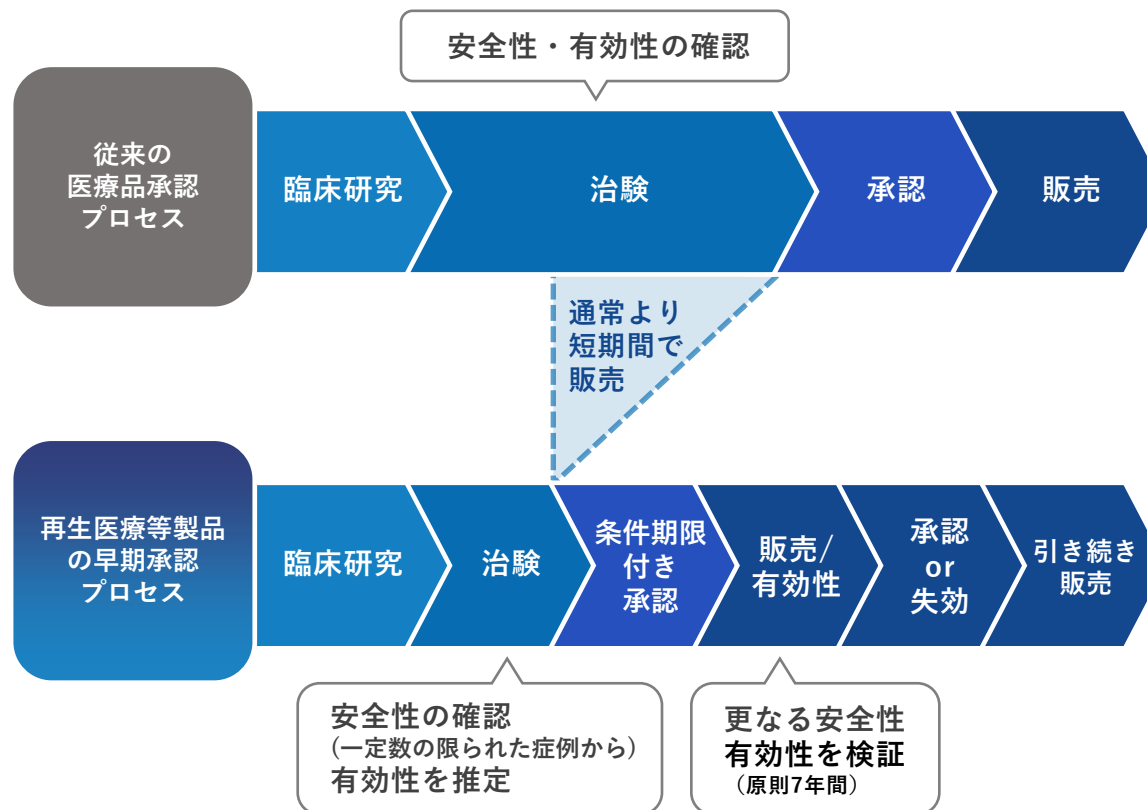 安全性・有効性の確認
従来の
医療品承認
プロセス
臨床研究
治験
承認
販売
通常より
短期間で
販売
再生医療等製品
の早期承認
プロセス
臨床研究
治験
条件期限
付き
承認
販売/
有効性
承認
or
失効
引き続き
販売
安全性の確認
(一定数の限られた症例から)
有効性を推定
更なる安全性
有効性を検証
(原則7年間)